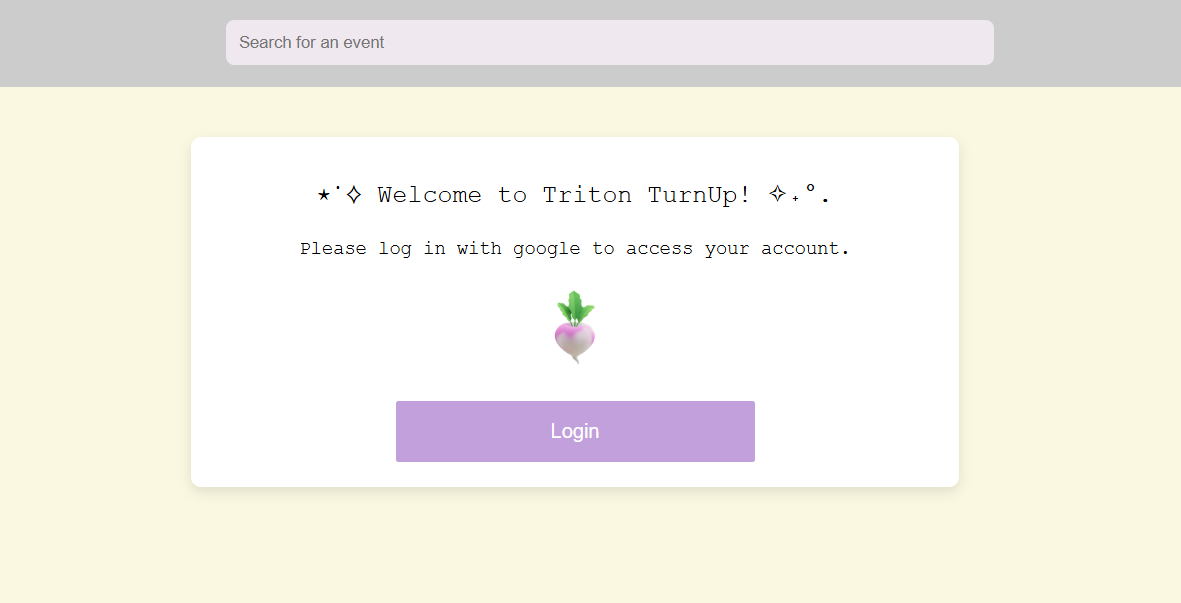 Search for an event
⋆˙✧ Welcome to Triton TurnUp! ✧˖°.
Please log in with google to access your account.
Login